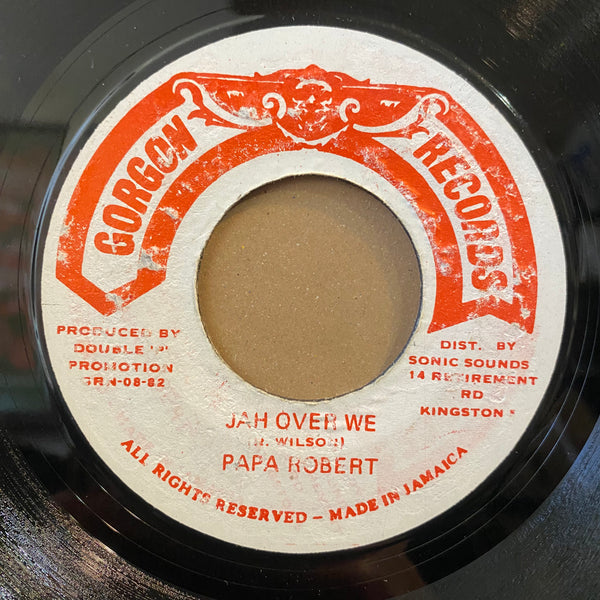 GORGON RECORDS
PRODUCED BY
DOUBLE "P"
PROMOTION
GRN-08-82
DIST. BY
SONIC SOUNDS
14 RETIREMENT
RD
KINGSTON
JAH OVER WE
WILSON)
PAPA ROBERT
ALL RIGHTS RESERVED – MADE IN JAMAICA